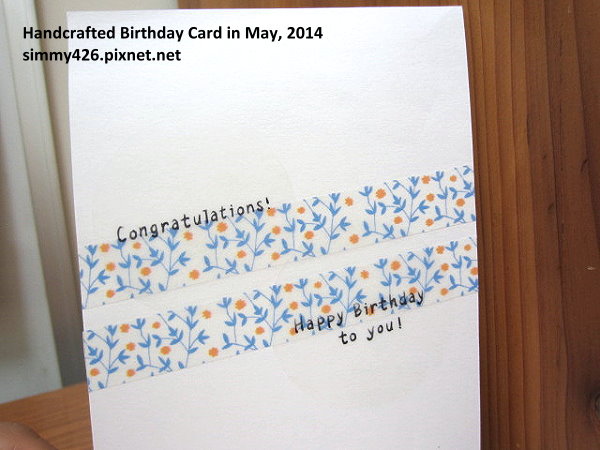 Handcrafted Birthday Card in May, 2014
simmy426.pixnet.net
Congratulations!
Happy Birthday
to you!